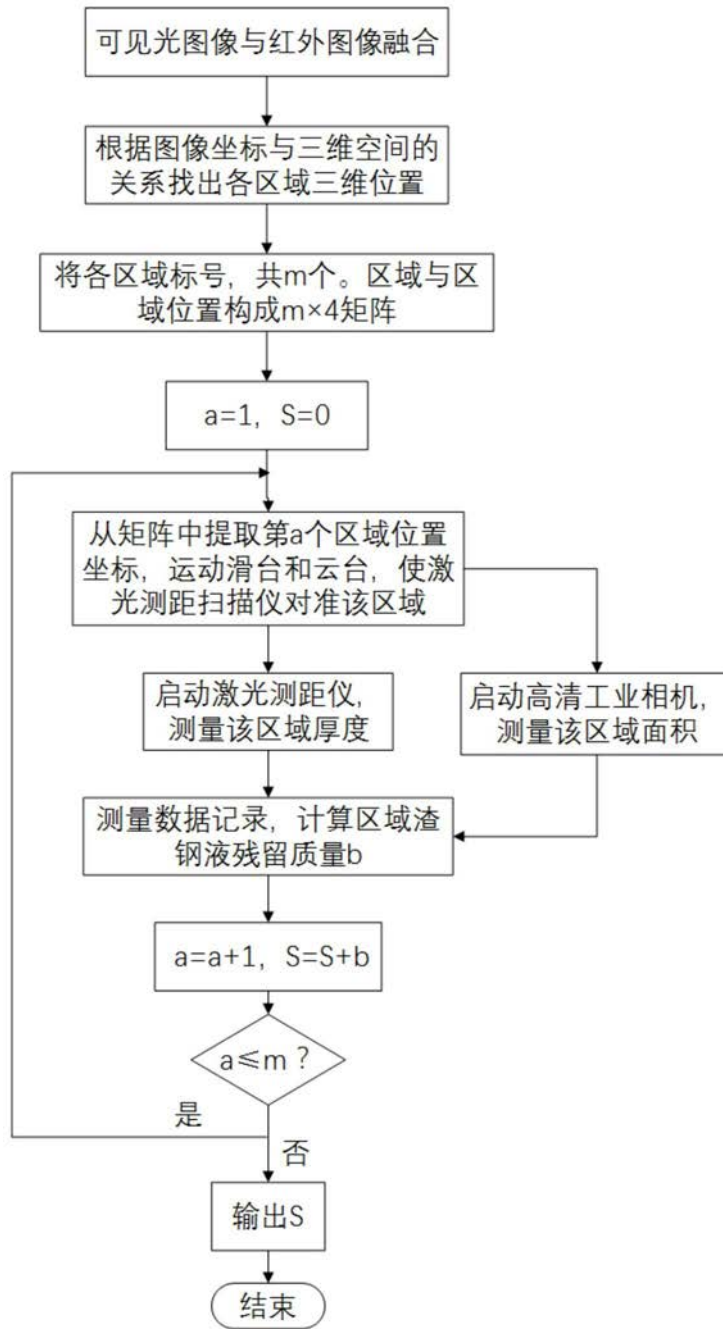 可见光图像与红外图像融合
根据图像坐标与三维空间的
关系找出各区域三维位置
将各区域标号，共m个。区域与区
域位置构成m×4矩阵
a=1，S=0
从矩阵中提取第a个区域位置
坐标，运动滑台和云台，使激
光测距扫描仪对准该区域
启动激光测距仪，
测量该区域厚度
启动高清工业相机，
测量该区域面积
测量数据记录，计算区域渣
钢液残留质量b
a=a+1，S=S+b
a≤m？
是
否
输出S
结束